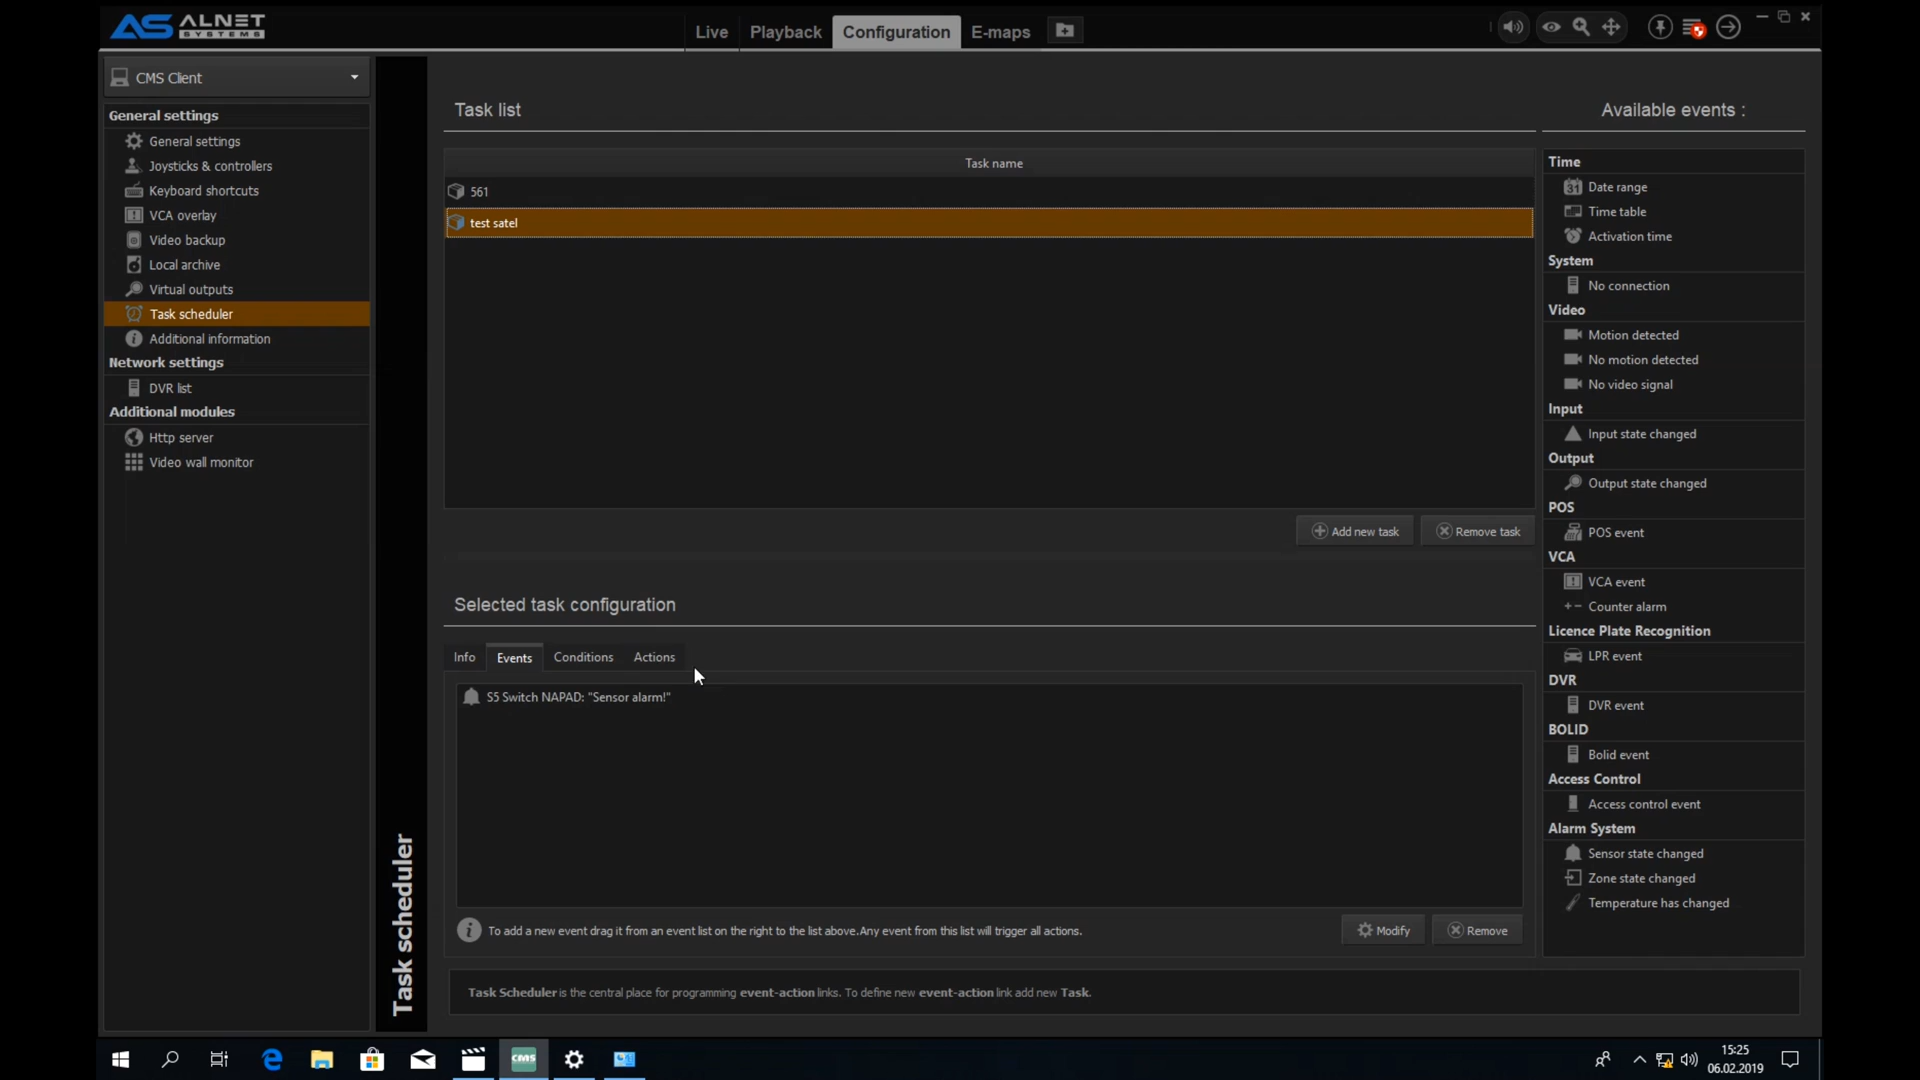 ALNET
SYSTEMS
Live
Playback
Configuration
E-maps
CMS Client
General settings
General settings
Joysticks & controllers
Keyboard shortcuts
VCA overlay
Video backup
Local archive
Virtual outputs
Task scheduler
Additional information
Network settings
DVR list
Additional modules
Http server
Video wall monitor
Task scheduler
Task list
Task name
561
test satel
Add new task
Remove task
Selected task configuration
Info
Events
Conditions
Actions
S5 Switch NAPAD: "Sensor alarm!"
To add a new event drag it from an event list on the right to the list above.Any event from this list will trigger all actions.
Modify
Remove
Task Scheduler is the central place for programming event-action links. To define new event-action link add new Task.
Available events :
Time
31
Date range
Time table
Activation time
System
No connection
Video
Motion detected
No motion detected
No video signal
Input
Input state changed
Output
Output state changed
POS
POS event
VCA
VCA event
Counter alarm
Licence Plate Recognition
LPR event
DVR
DVR event
BOLID
Bolid event
Access Control
Access control event
Alarm System
Sensor state changed
Zone state changed
Temperature has changed
CMS
15:25
06.02.2019